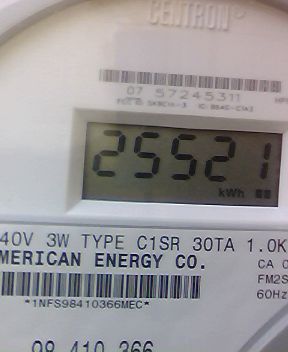 CENTRON
07 57245311
25521
kWh
40V 3W TYPE C1SR 30TA 1.0K
MERICAN ENERGY CO.
CA 0
FM2S
60Hz
*1NFS98410366MEC*
98 410 366